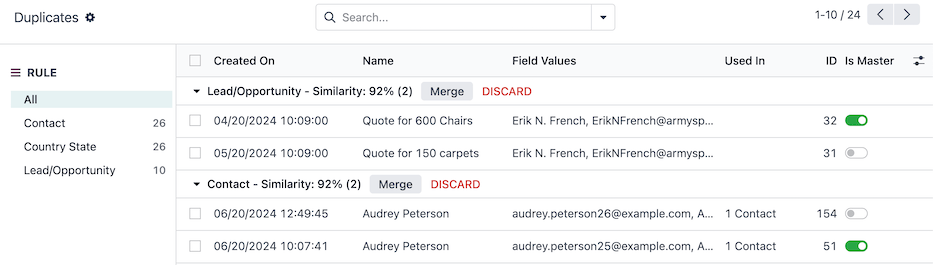 Duplicates
Search...
1-10 / 24
RULE
All
Contact 26
Country State 26
Lead/Opportunity 10
Created On Name Field Values Used In ID Is Master
Lead/Opportunity - Similarity: 92% (2) Merge DISCARD
04/20/2024 10:09:00 Quote for 600 Chairs Erik N. French, ErikNFrench@armysp... 32
05/20/2024 10:09:00 Quote for 150 carpets Erik N. French, ErikNFrench@armysp... 31
Contact - Similarity: 92% (2) Merge DISCARD
06/20/2024 12:49:45 Audrey Peterson audrey.peterson26@example.com, A... 1 Contact 154
06/20/2024 10:07:41 Audrey Peterson audrey.peterson25@example.com, A... 1 Contact 51